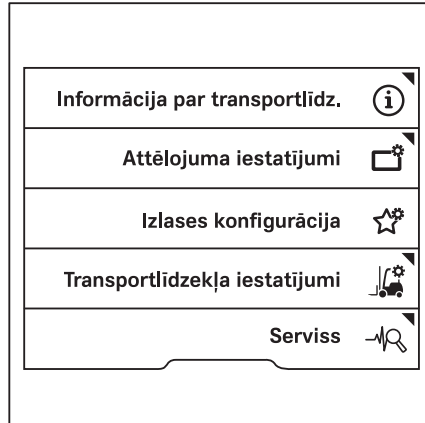 Informācija par transportlīdz.
Attēlojuma iestatījumi
Izlases konfigurācija
Transportlīdzekļa iestatījumi
Serviss